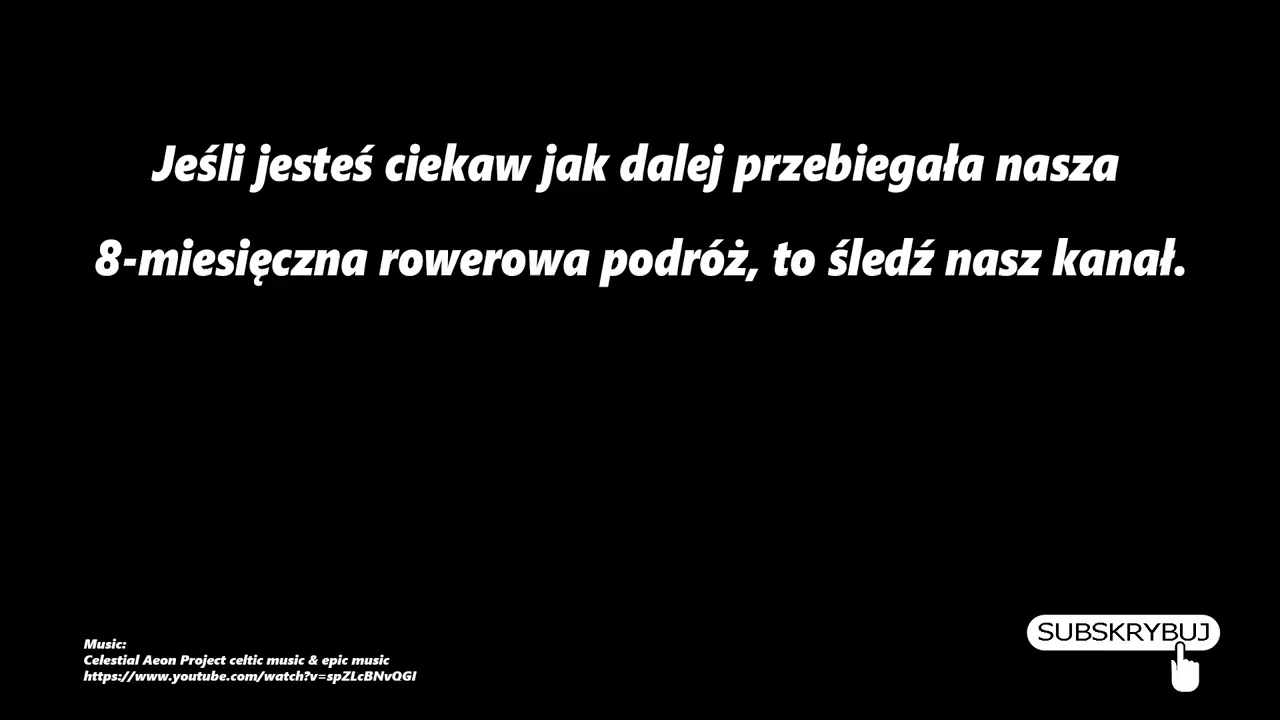 Jeśli jesteś ciekaw jak dalej przebiegała nasza
8-miesięczna rowerowa podróż, to śledź nasz kanał.
Music:
Celestial Aeon Project celtic music & epic music
https://www.youtube.com/watch?v=spZLcBNvQGI
SUBSKRYBUJ